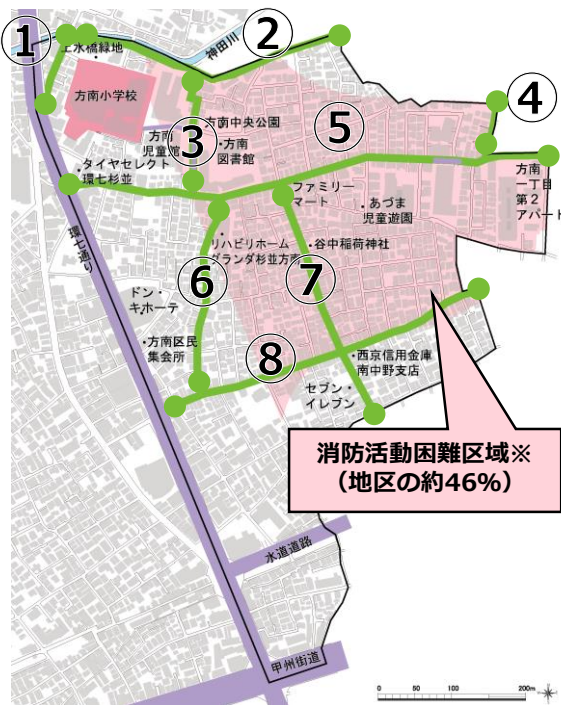 ①
②
上水橋緑地
神田川
方南小学校
④
方南中央公園
③
⑤
方南
児童館
・方南
図書館
・タイヤセレクト
環七杉並
方南
一丁目
第2
アパート
ファミリー
マート
・あづま
児童遊園
環七通り
リハビリホーム
グランダ杉並方南
・谷中稲荷神社
⑥
⑦
ドン・
キホーテ
・方南区民
集会所
⑧
・西京信用金庫
南中野支店
セブン・
イレブン
消防活動困難区域※
（地区の約46%）
水道道路
甲州街道
0 50 100 200m